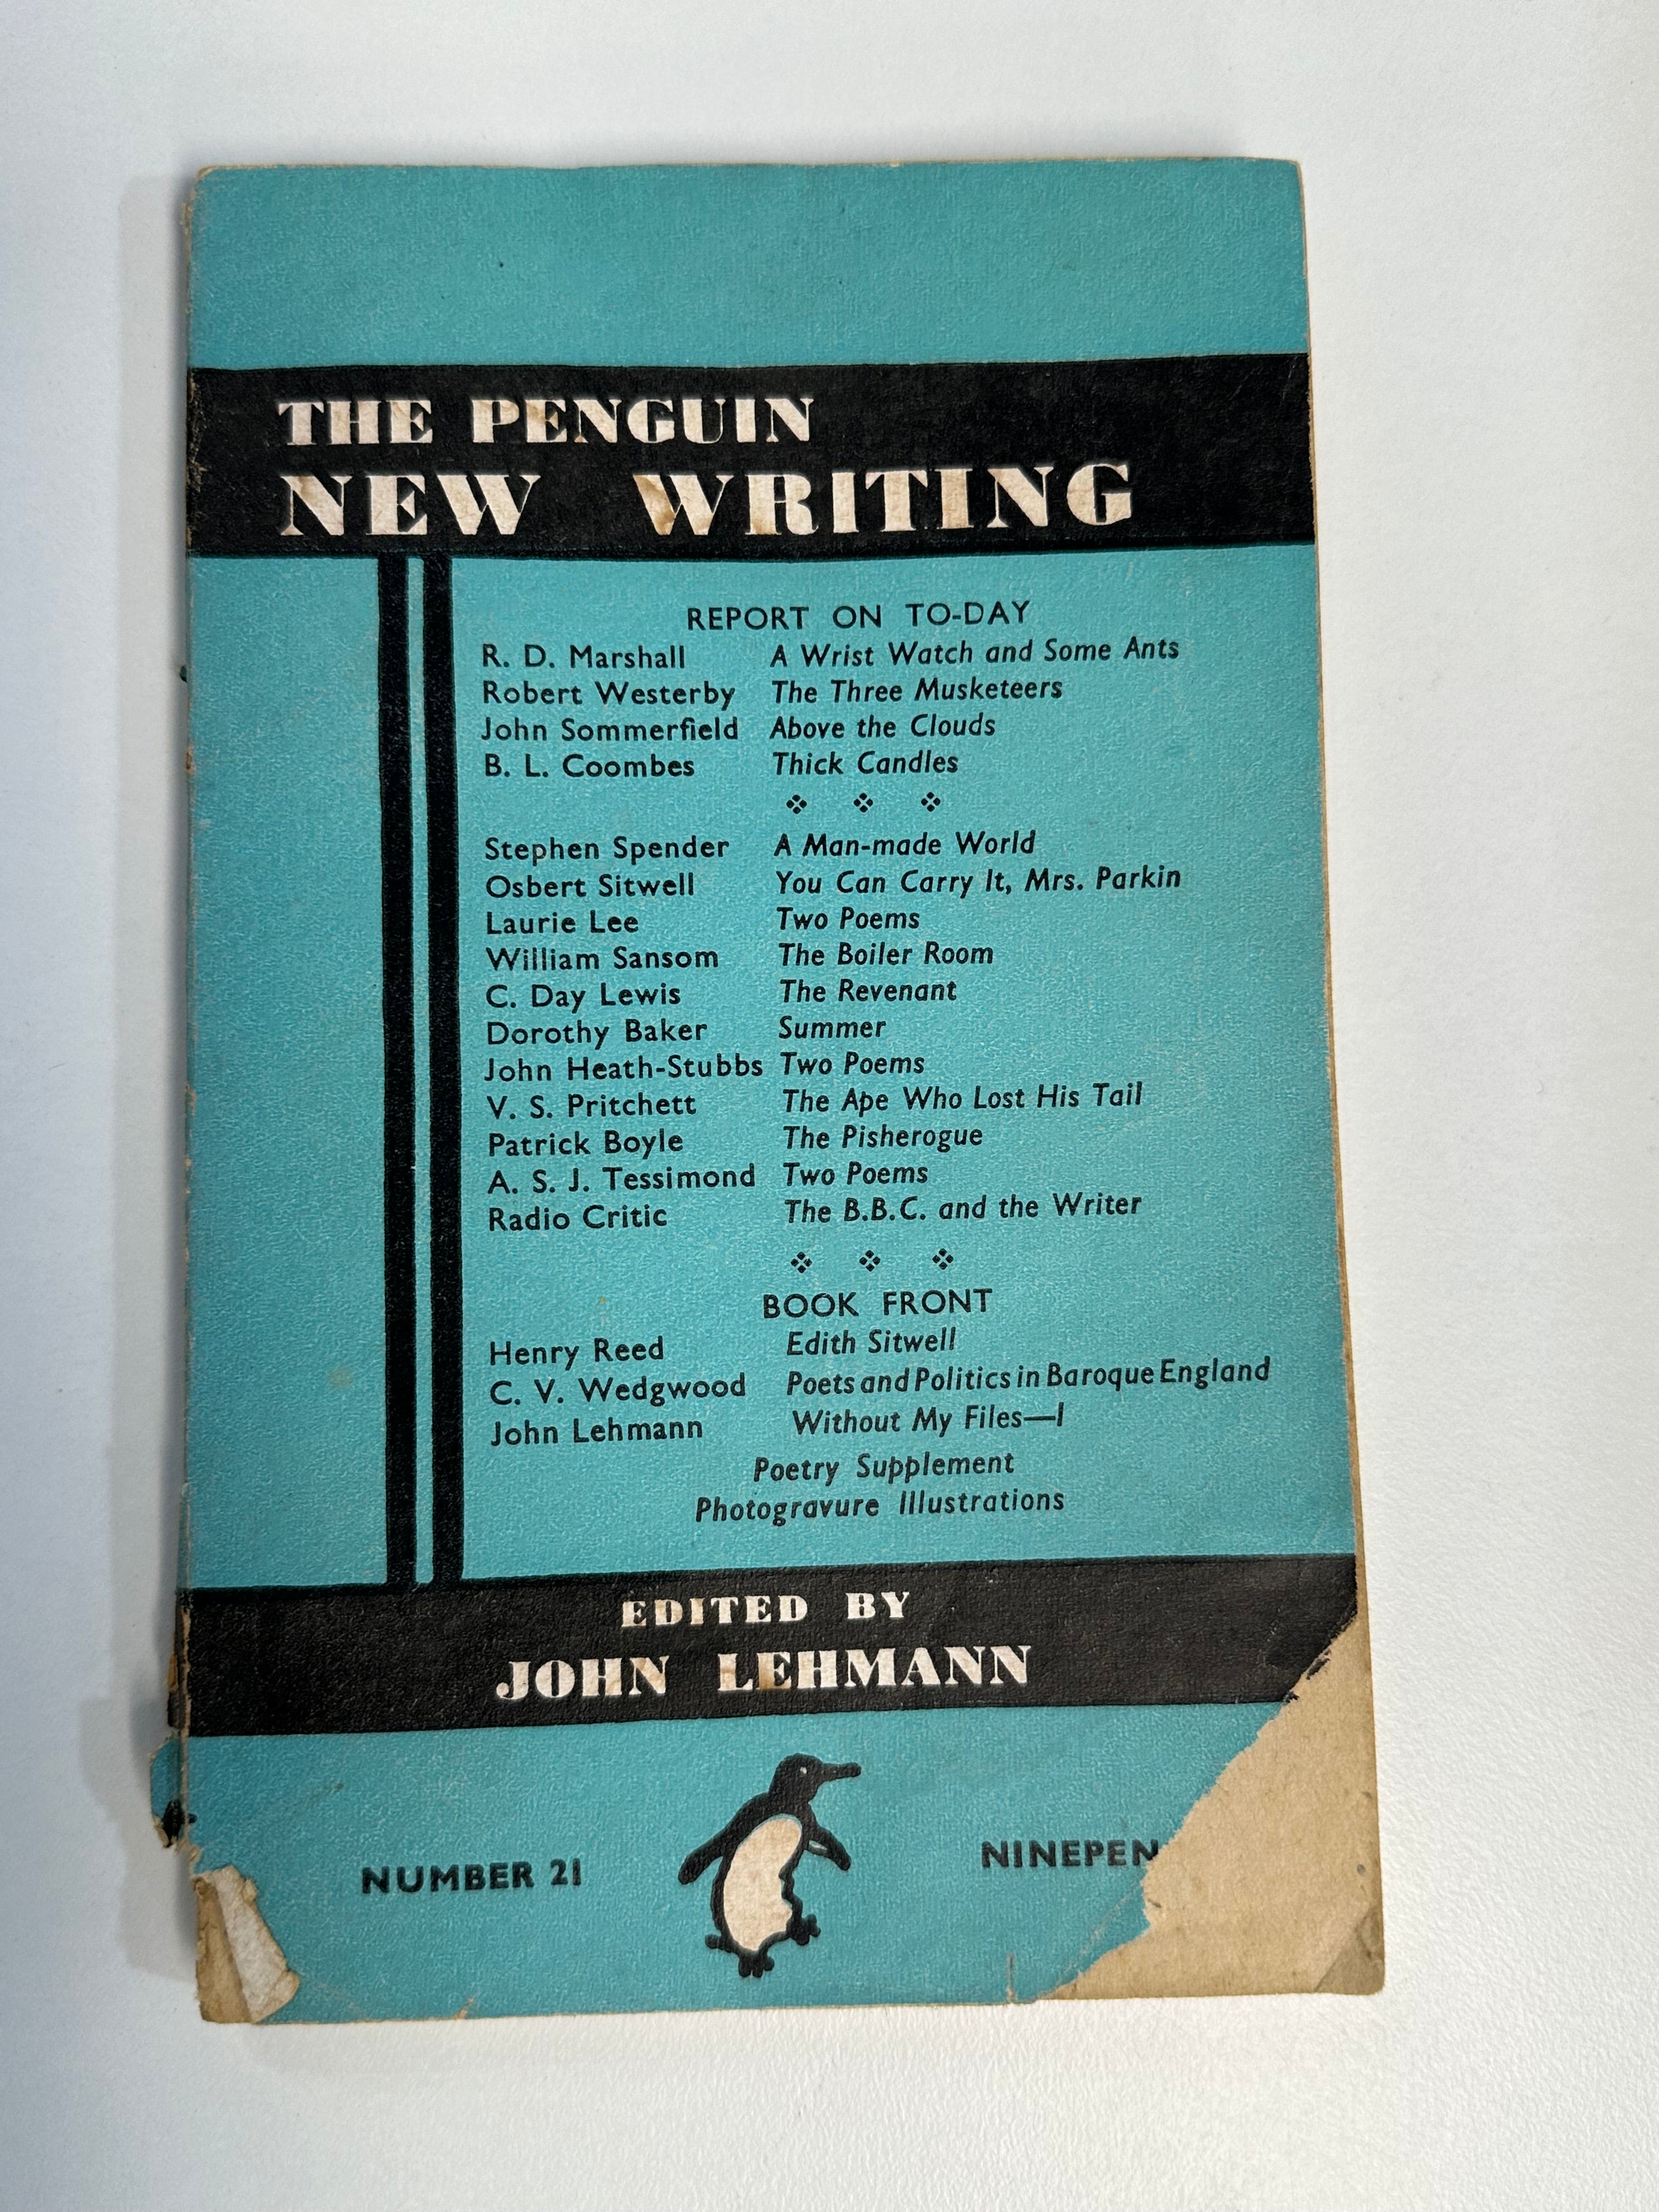 THE PENGUIN
NEW WRITING
REPORT ON TO-DAY
R. D. Marshall A Wrist Watch and Some Ants
Robert Westerby The Three Musketeers
John Sommerfield Above the Clouds
B. L. Coombes Thick Candles
Stephen Spender A Man-made World
Osbert Sitwell You Can Carry It, Mrs. Parkin
Laurie Lee Two Poems
William Sansom The Boiler Room
C. Day Lewis The Revenant
Dorothy Baker Summer
John Heath-Stubbs Two Poems
V. S. Pritchett The Ape Who Lost His Tail
Patrick Boyle The Pisherogue
A. S. J. Tessimond Two Poems
Radio Critic The B.B.C. and the Writer
BOOK FRONT
Henry Reed Edith Sitwell
C. V. Wedgwood Poets and Politics in Baroque England
John Lehmann Without My Files—I
Poetry Supplement
Photogravure Illustrations
EDITED BY
JOHN LEHMANN
NUMBER 21 NINEPEN